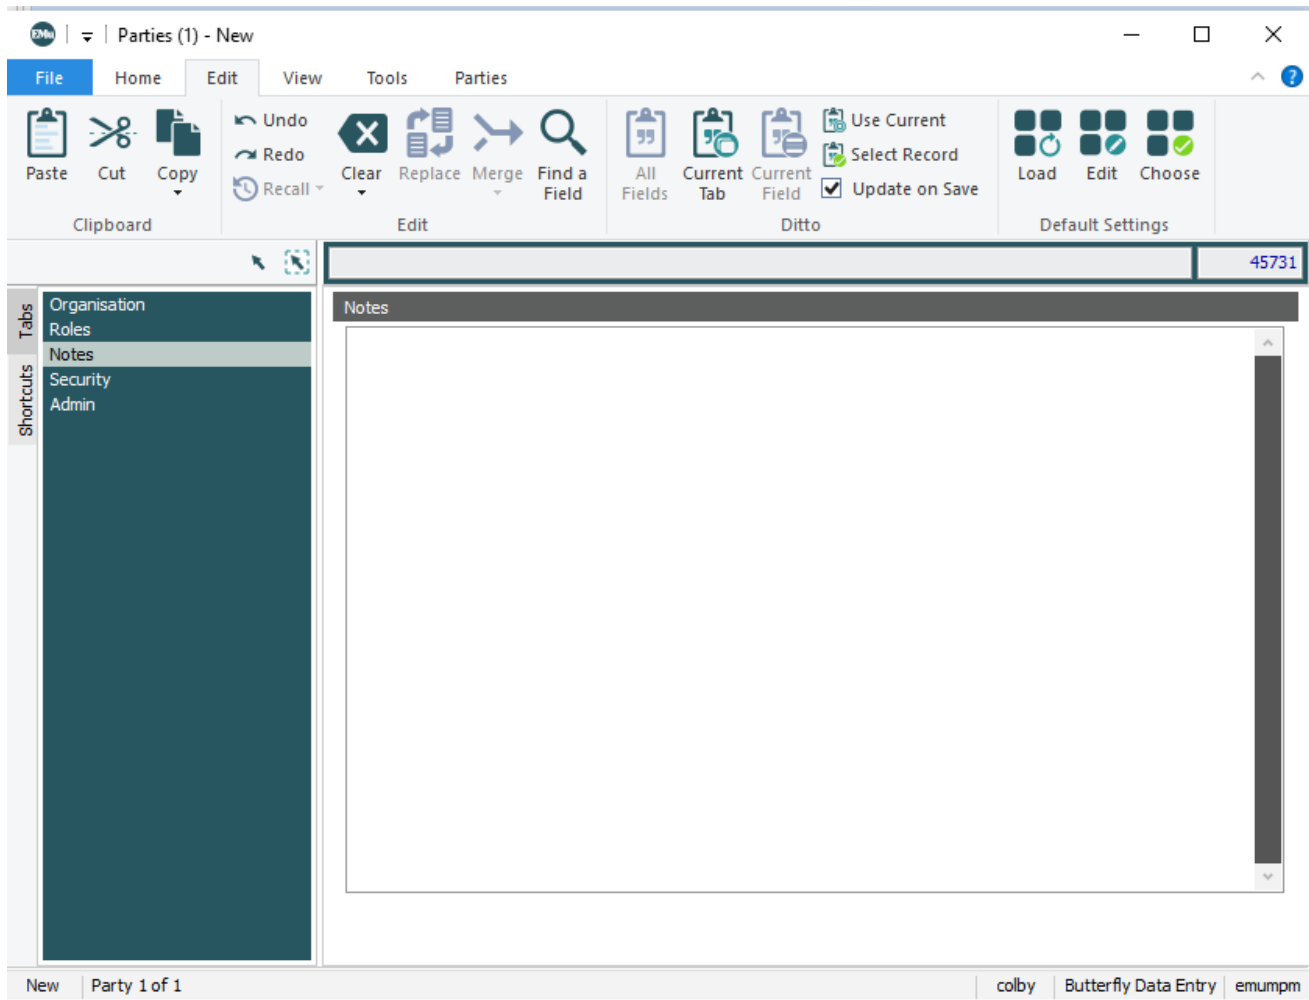 EMu Parties (1) - New
File Home Edit View Tools Parties ?
Paste Cut Copy
Undo
Redo
Recall
Clipboard
Clear Replace Merge Find a
Field
Edit
All
Fields
Current
Tab
Current
Field
Use Current
Select Record
Update on Save
Ditto
Load Edit Choose
Default Settings
45731
Tabs
Shortcuts
Organisation
Roles
Notes
Security
Admin
Notes
New Party 1 of 1 colby Butterfly Data Entry emumpm